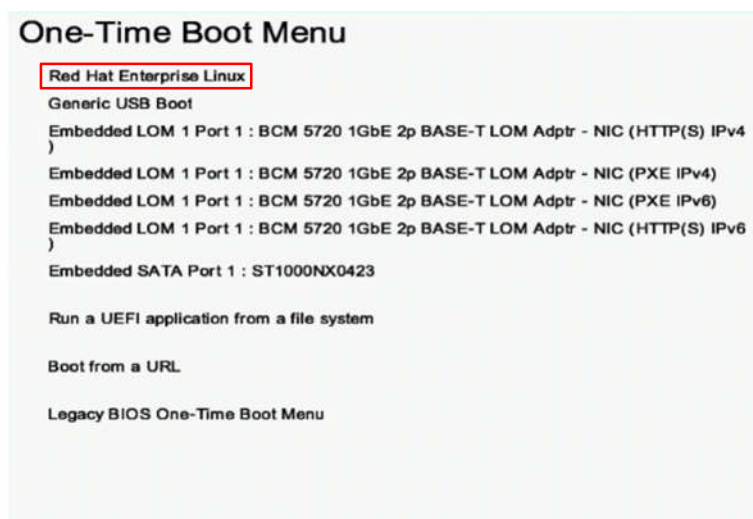 One-Time Boot Menu
Red Hat Enterprise Linux
Generic USB Boot
Embedded LOM 1 Port 1 : BCM 5720 1GbE 2p BASE-T LOM Adptr - NIC (HTTP(S) IPv4
)
Embedded LOM 1 Port 1 : BCM 5720 1GbE 2p BASE-T LOM Adptr - NIC (PXE IPv4)
Embedded LOM 1 Port 1 : BCM 5720 1GbE 2p BASE-T LOM Adptr - NIC (PXE IPv6)
Embedded LOM 1 Port 1 : BCM 5720 1GbE 2p BASE-T LOM Adptr - NIC (HTTP(S) IPv6
)
Embedded SATA Port 1 : ST1000NX0423
Run a UEFI application from a file system
Boot from a URL
Legacy BIOS One-Time Boot Menu